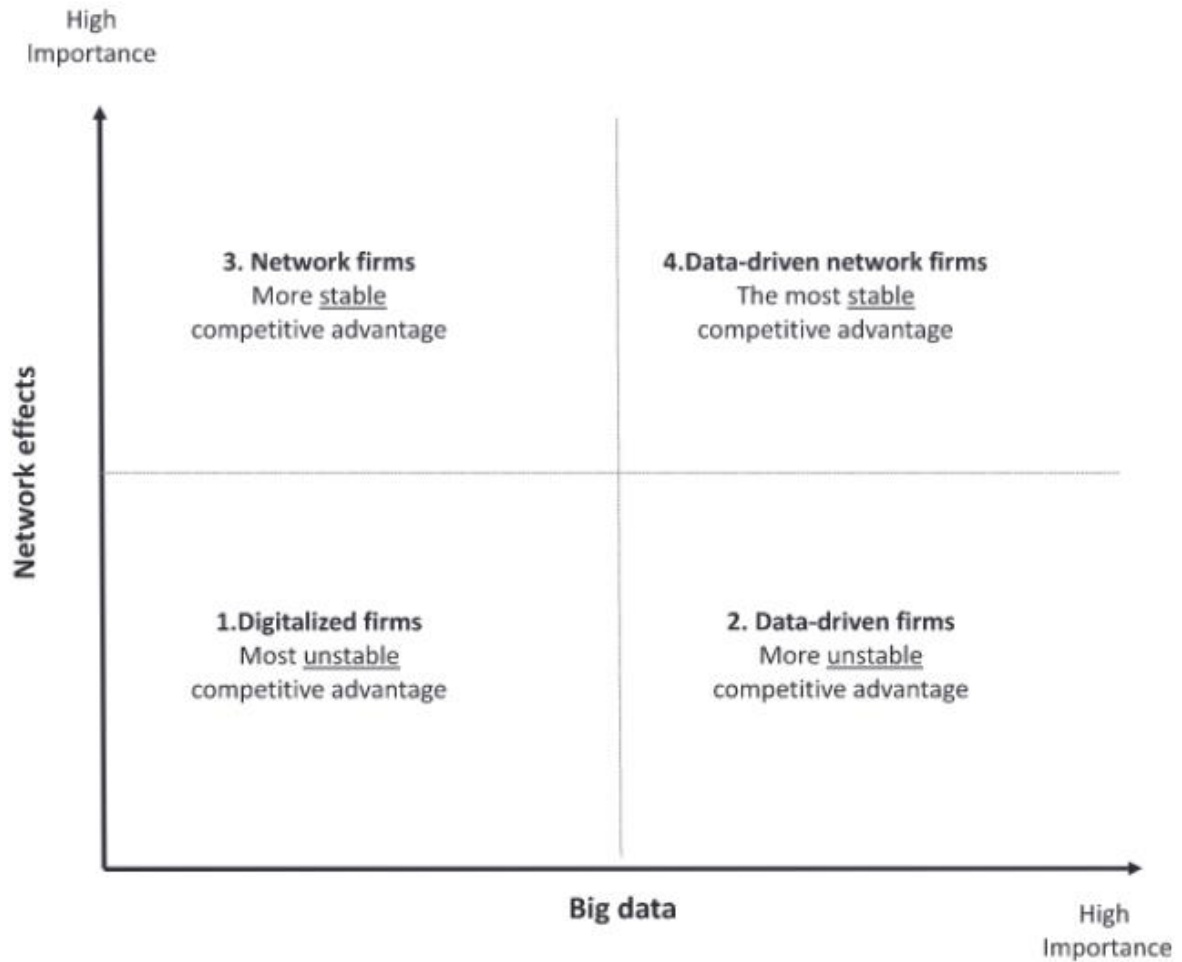 High
Importance
3. Network firms
More stable
competitive advantage
4.Data-driven network firms
The most stable
competitive advantage
Network effects
1.Digitalized firms
Most unstable
competitive advantage
2. Data-driven firms
More unstable
competitive advantage
Big data
High
Importance